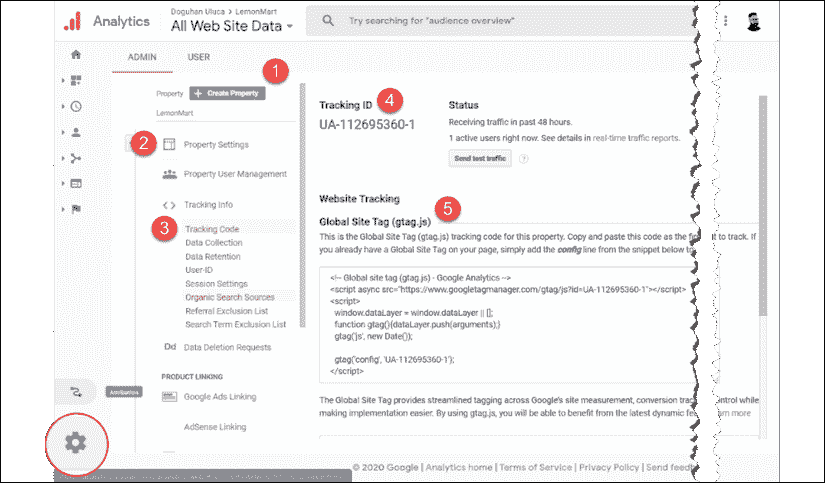 Analytics
Doguhan Uluca > LemonMart
All Web Site Data
Try searching for "audience overview"
ADMIN
USER
1
Property
+ Create Property
LemonMart
2
Property Settings
Property User Management
Tracking Info
3
Tracking Code
Data Collection
Data Retention
User-ID
Session Settings
Organic Search Sources
Referral Exclusion List
Search Term Exclusion List
Dd Data Deletion Requests
PRODUCT LINKING
Google Ads Linking
AdSense Linking
Attribution
Tracking ID
4
UA-112695360-1
Status
Receiving traffic in past 48 hours.
1 active users right now. See details in real-time traffic reports.
Send test traffic
?
Website Tracking
5
Global Site Tag (gtag.js)
This is the Global Site Tag (gtag.js) tracking code for this property. Copy and paste this code as the fi t to track. If
you already have a Global Site Tag on your page, simply add the config line from the snippet below to
<!-- Global site tag (gtag.js) - Google Analytics -->
<script async src="https://www.googletagmanager.com/gtag/js?id=UA-112695360-1"></script>
<script>
window.dataLayer = window.dataLayer || [];
function gtag(){dataLayer.push(arguments);}
gtag('js', new Date());
gtag('config', 'UA-112695360-1');
</script>
The Global Site Tag provides streamlined tagging across Google's site measurement, conversion track ontrol while
making implementation easier. By using gtag.js, you will be able to benefit from the latest dynamic fe
© 2020 Google | Analytics home | Terms of Service | Privacy Policy | Send feedb